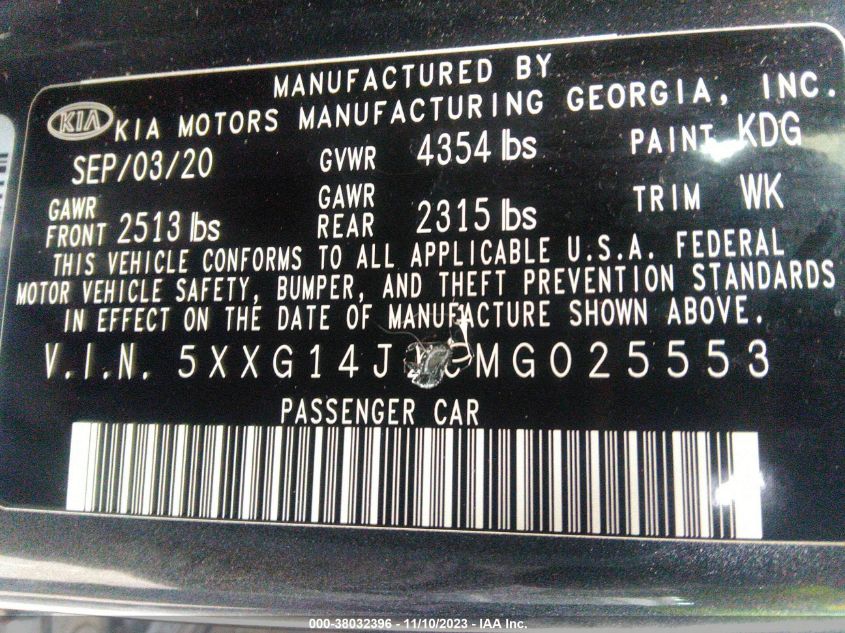 MANUFACTURED BY
KIA KIA MOTORS MANUFACTURING GEORGIA, INC.
SEP/03/20 GVWR 4354 lbs PAINT KDG
GAWR FRONT 2513 lbs GAWR REAR 2315 lbs TRIM WK
THIS VEHICLE CONFORMS TO ALL APPLICABLE U.S.A. FEDERAL
MOTOR VEHICLE SAFETY, BUMPER, AND THEFT PREVENTION STANDARDS
IN EFFECT ON THE DATE OF MANUFACTURE SHOWN ABOVE.
V.I.N.
PASSENGER CAR
000-38032396 - 11/10/2023 - IAA Inc.